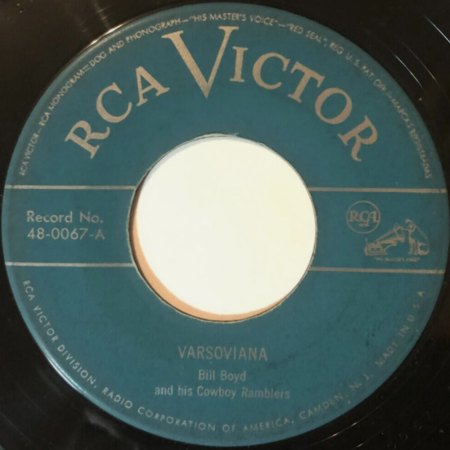 RCA VICTOR—RCA MONOGRAM—DOG AND PHONOGRAPH—"HIS MASTER'S VOICE"—"RED SEAL", REG. U.S. PAT. OFF.—MARCAS REGISTRADAS
RCA VICTOR
Record No.
48-0067-A
RCA
"HIS MASTER'S VOICE"
VARSOVIANA
Bill Boyd
and his Cowboy Ramblers
RCA VICTOR DIVISION: RADIO CORPORATION OF AMERICA, CAMDEN, N. J. MADE IN U.S.A.